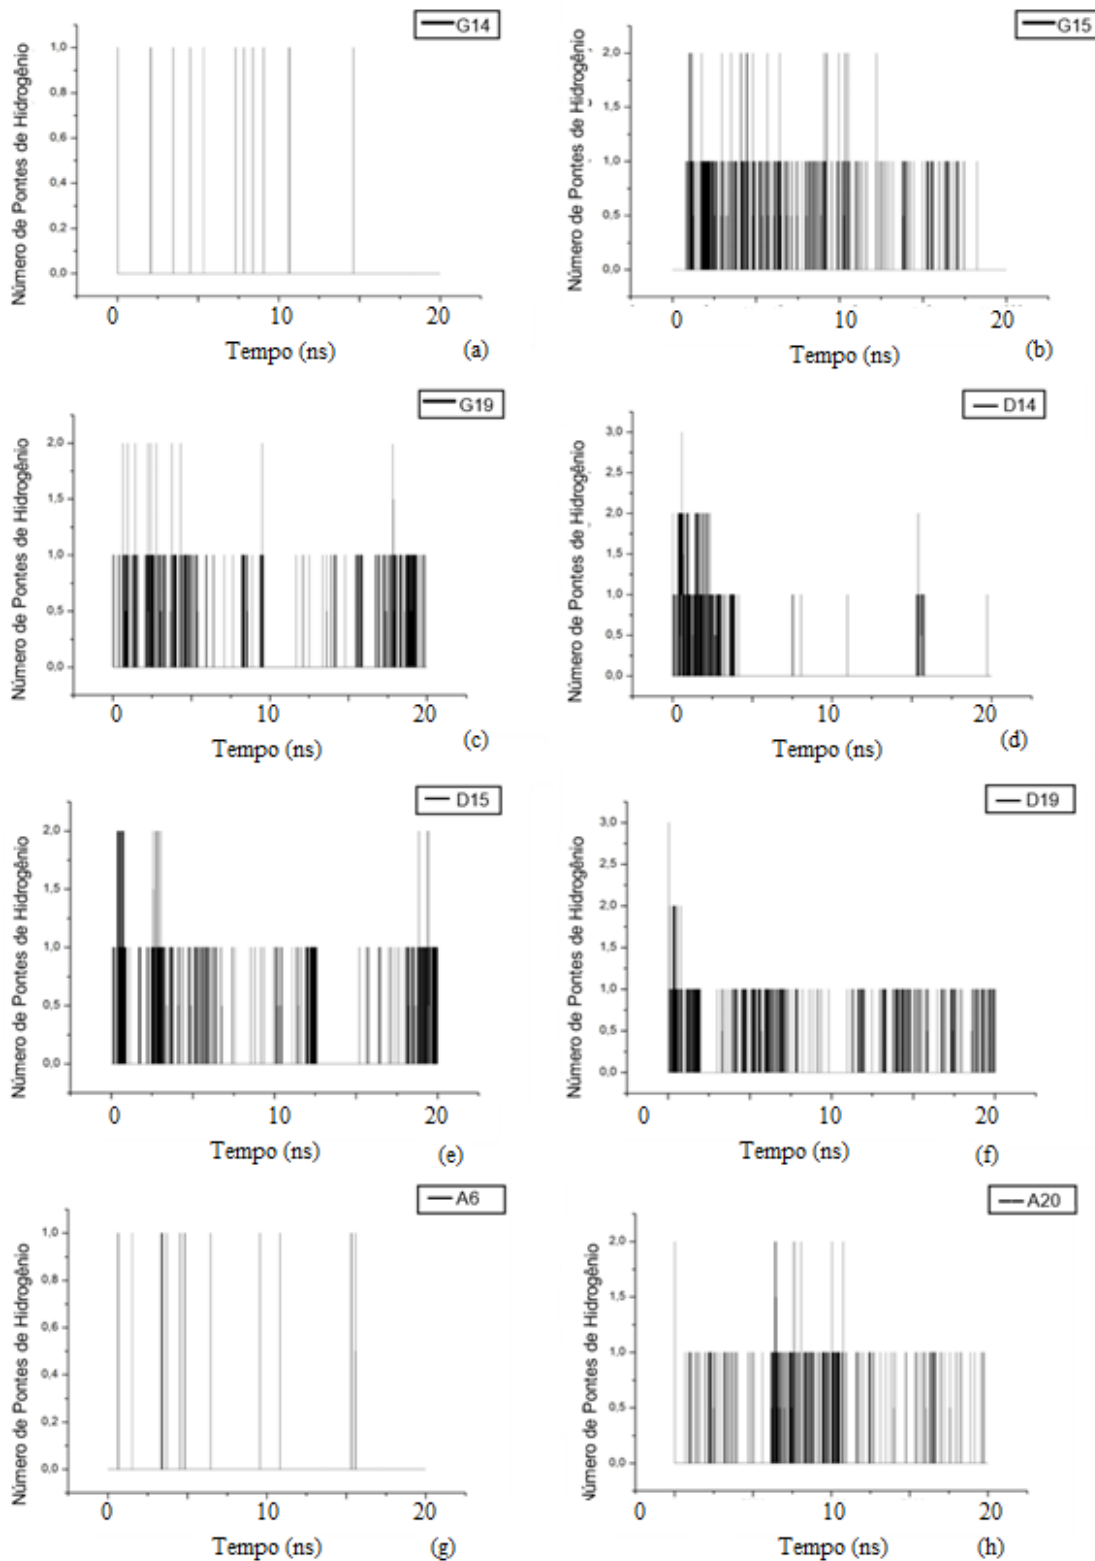 G14
Número de Pontes de Hidrogênio
1,0
0,8
0,6
0,4
0,2
0,0
0
10
20
Tempo (ns)
(a)
G15
Número de Pontes de Hidrogênio
2,0
1,5
1,0
0,5
0,0
0
10
20
Tempo (ns)
(b)
G19
Número de Pontes de Hidrogênio
2,0
1,5
1,0
0,5
0,0
0
10
20
Tempo (ns)
(c)
D14
Número de Pontes de Hidrogênio
3,0
2,5
2,0
1,5
1,0
0,5
0,0
0
10
20
Tempo (ns)
(d)
D15
Número de Pontes de Hidrogênio
2,0
1,5
1,0
0,5
0,0
0
10
20
Tempo (ns)
(e)
D19
Número de Pontes de Hidrogênio
3,0
2,5
2,0
1,5
1,0
0,5
0,0
0
10
20
Tempo (ns)
(f)
A6
Número de Pontes de Hidrogênio
1,0
0,8
0,6
0,4
0,2
0,0
0
10
20
Tempo (ns)
(g)
A20
Número de Pontes de Hidrogênio
2,0
1,5
1,0
0,5
0,0
0
10
20
Tempo (ns)
(h)